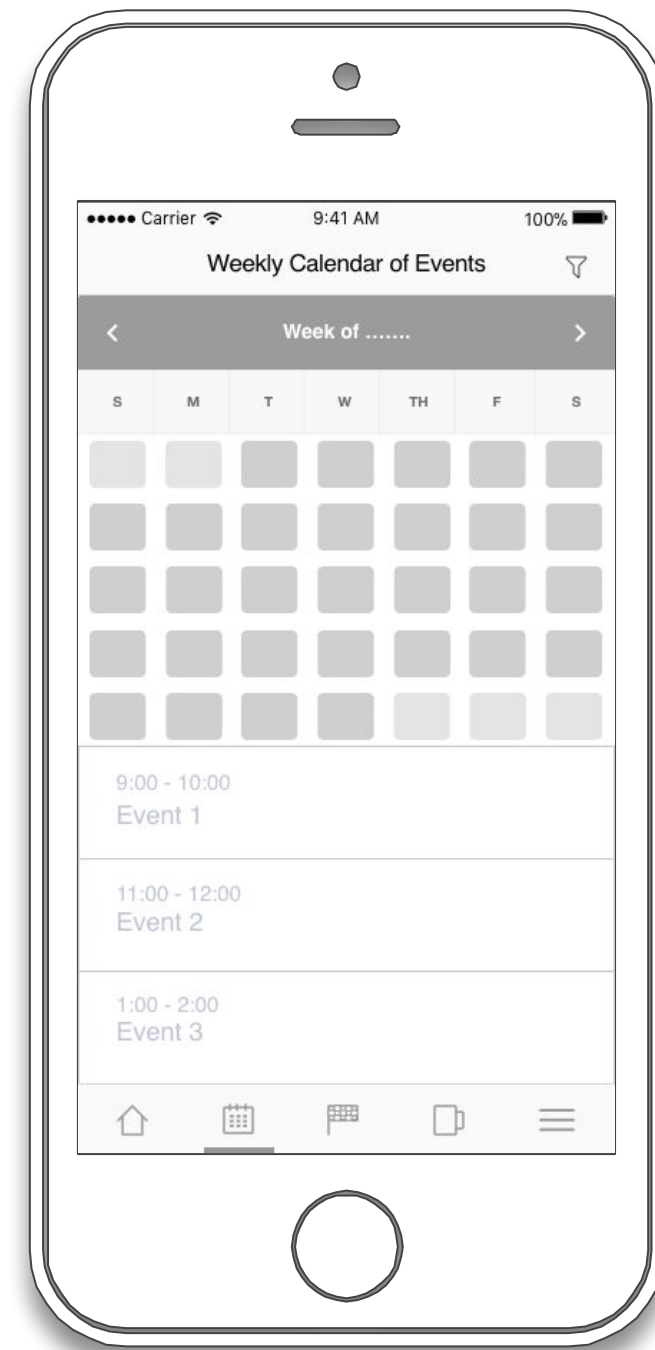 ●●●●● Carrier 9:41 AM 100%
Weekly Calendar of Events
< Week of ....... >
S M T W TH F S
9:00 - 10:00
Event 1
11:00 - 12:00
Event 2
1:00 - 2:00
Event 3